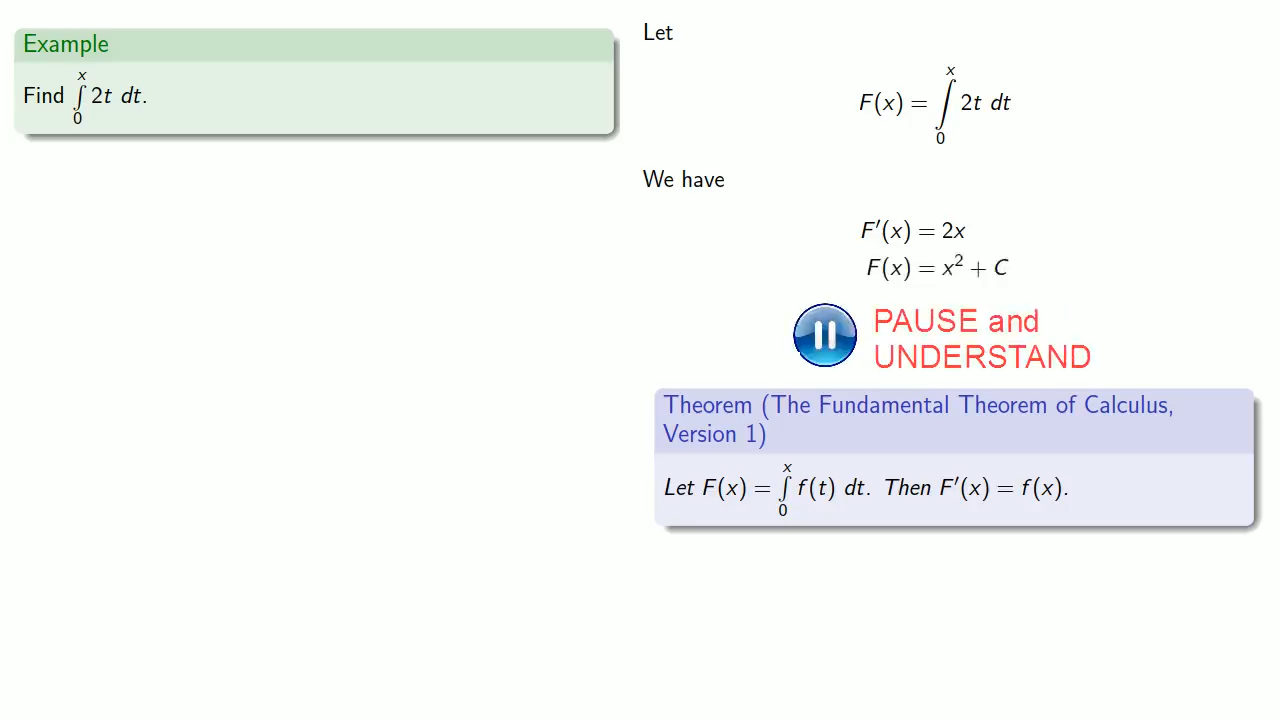 Example
Find ∫₀ˣ 2t dt.
Let
F(x) = ∫₀ˣ 2t dt
We have
F′(x) = 2x
F(x) = x² + C
PAUSE and
UNDERSTAND
Theorem (The Fundamental Theorem of Calculus,
Version 1)
Let F(x) = ∫₀ˣ f(t) dt. Then F′(x) = f(x).